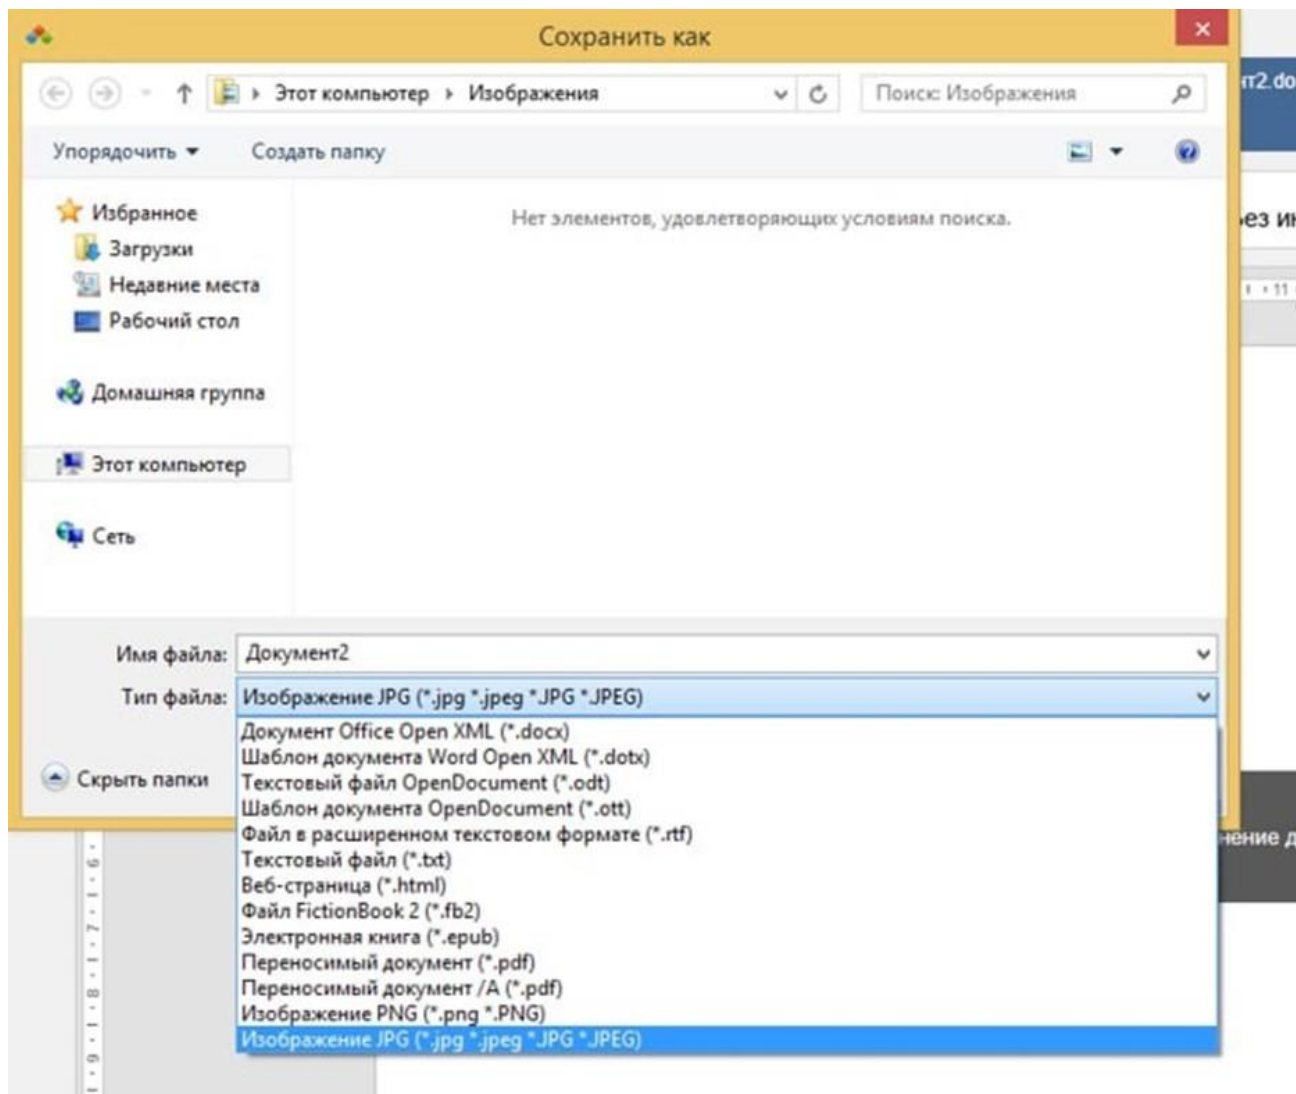 Сохранить как
Этот компьютер Изображения
Поиск: Изображения
Упорядочить
Создать папку
Избранное
Загрузки
Недавние места
Рабочий стол
Домашняя группа
Этот компьютер
Сеть
Нет элементов, удовлетворяющих условиям поиска.
Имя файла: Документ2
Тип файла: Изображение JPG (*.jpg *.jpeg *.JPG *.JPEG)
Документ Office Open XML (*.docx)
Шаблон документа Word Open XML (*.dotx)
Текстовый файл OpenDocument (*.odt)
Шаблон документа OpenDocument (*.ott)
Файл в расширенном текстовом формате (*.rtf)
Текстовый файл (*.txt)
Веб-страница (*.html)
Файл FictionBook 2 (*.fb2)
Электронная книга (*.epub)
Переносимый документ (*.pdf)
Переносимый документ /A (*.pdf)
Изображение PNG (*.png *.PNG)
Изображение JPG (*.jpg *.jpeg *.JPG *.JPEG)
Скрыть папки